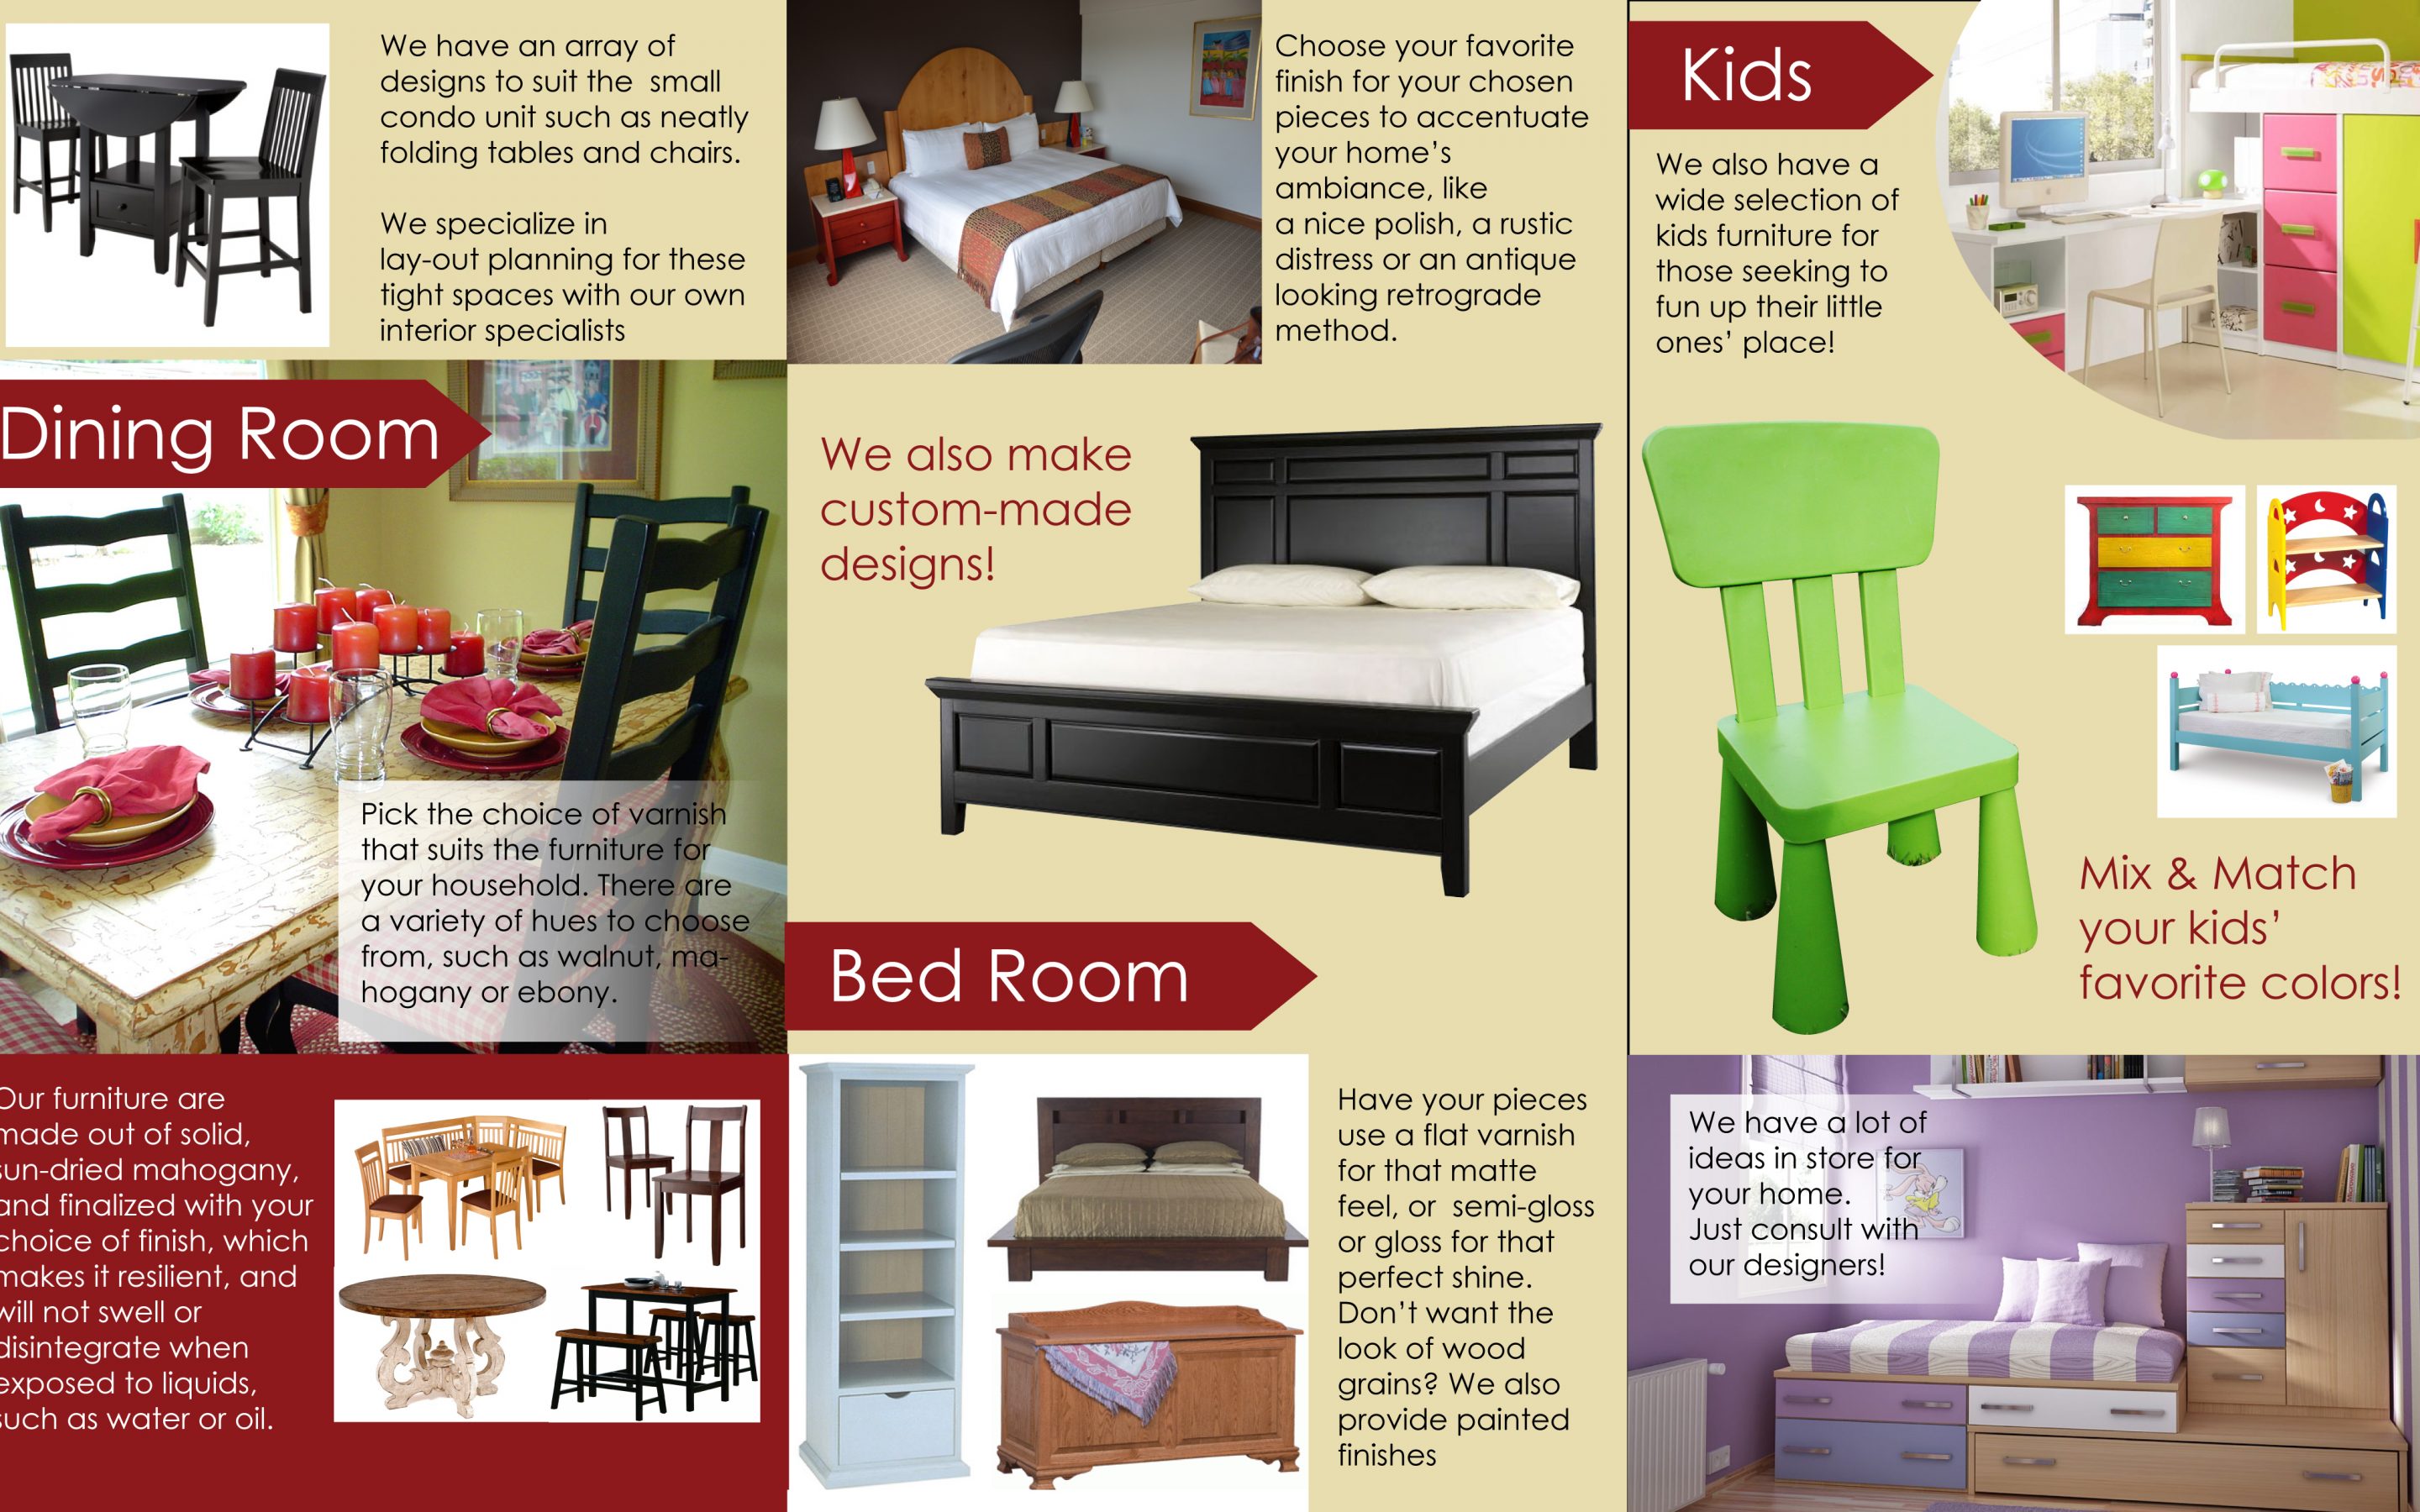 We have an array of
designs to suit the small
condo unit such as neatly
folding tables and chairs.
We specialize in
lay-out planning for these
tight spaces with our own
interior specialists
Dining Room
Pick the choice of varnish
that suits the furniture for
your household. There are
a variety of hues to choose
from, such as walnut, ma-
hogany or ebony.
Our furniture are
made out of solid,
sun-dried mahogany,
and finalized with your
choice of finish, which
makes it resilient, and
will not swell or
disintegrate when
exposed to liquids,
such as water or oil.
Choose your favorite
finish for your chosen
pieces to accentuate
your home's
ambiance, like
a nice polish, a rustic
distress or an antique
looking retrograde
method.
We also make
custom-made
designs!
Bed Room
Have your pieces
use a flat varnish
for that matte
feel, or semi-gloss
or gloss for that
perfect shine.
Don't want the
look of wood
grains? We also
provide painted
finishes
Kids
We also have a
wide selection of
kids furniture for
those seeking to
fun up their little
ones' place!
Mix & Match
your kids'
favorite colors!
We have a lot of
ideas in store for
your home.
Just consult with
our designers!